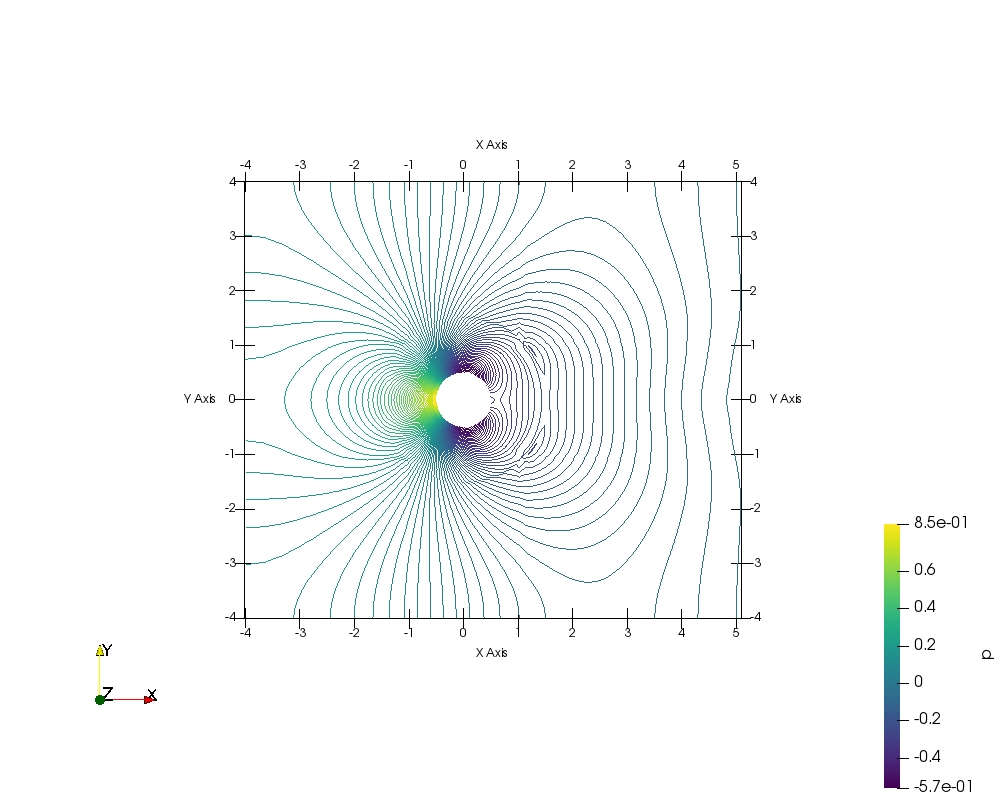 X Axis
-4 -3 -2 -1 0 1 2 3 4 5
4 4
3 3
2 2
1 1
Y Axis 0 0 Y Axis
-1 -1
-2 -2
-3 -3
-4 -4
-4 -3 -2 -1 0 1 2 3 4 5
X Axis
8.5e-01
0.6
0.4
0.2
0
-0.2
-0.4
-5.7e-01
p
Y
Z X